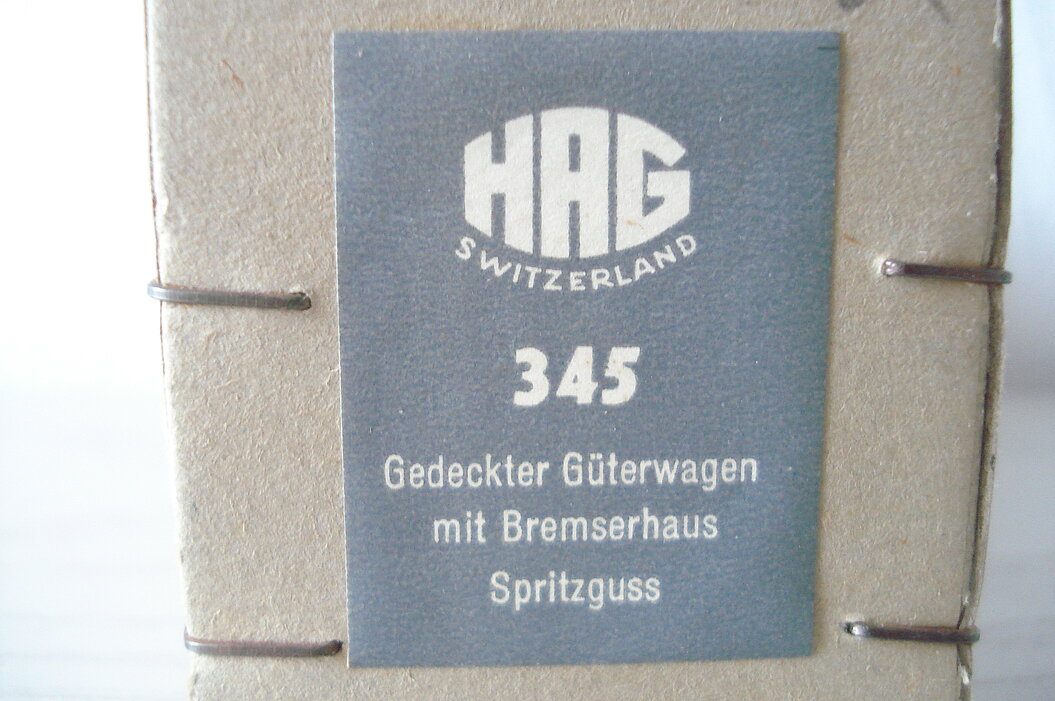 HAG
SWITZERLAND
345
Gedeckter Güterwagen
mit Bremserhaus
Spritzguss